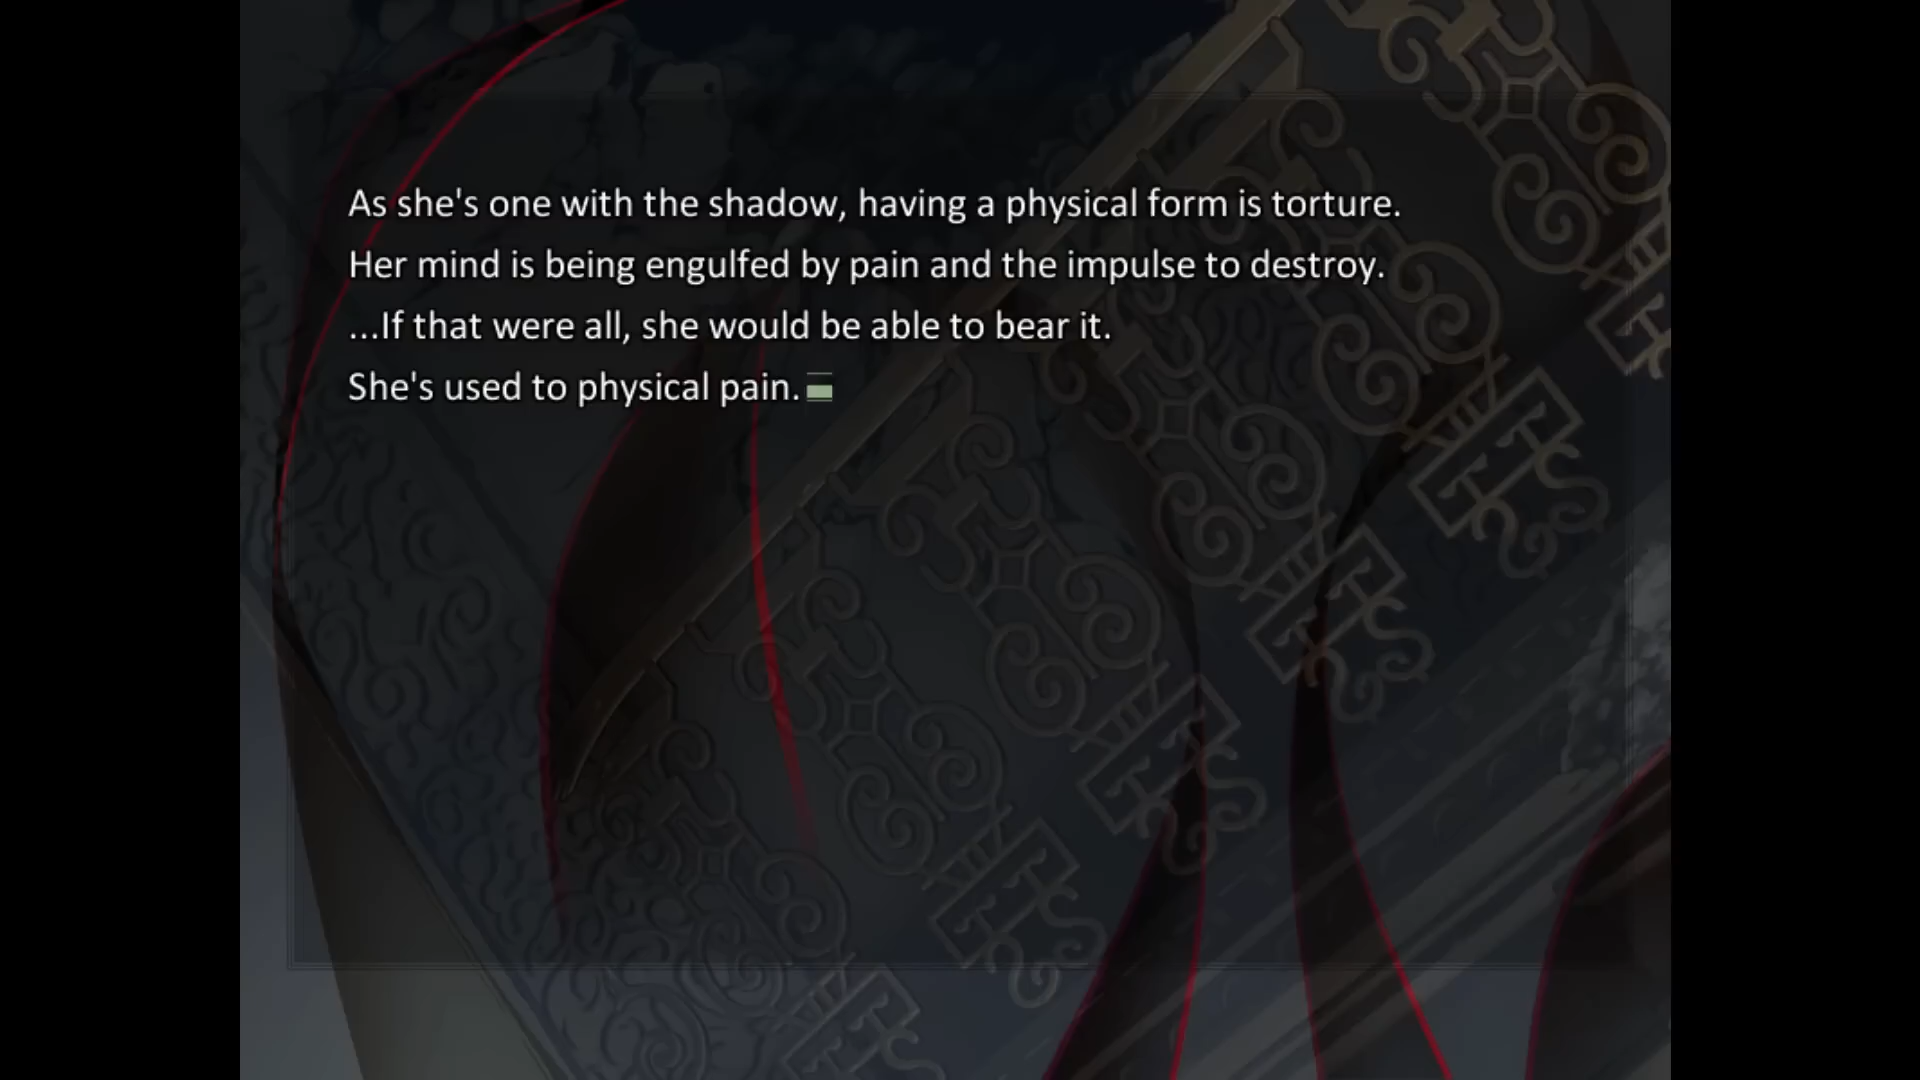 As she's one with the shadow, having a physical form is torture.
Her mind is being engulfed by pain and the impulse to destroy.
...If that were all, she would be able to bear it.
She's used to physical pain.